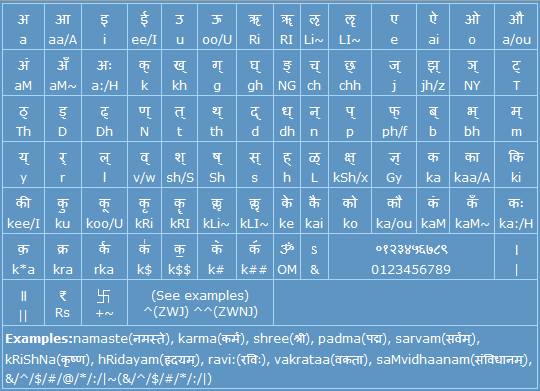 अ आ इ ई उ ऊ ऋ ॠ ऌ ॡ ए ऐ ओ औ
a aa/A i ee/I u oo/U Ri RI Li~ LI~ e ai o a/ou
अं अँ अः क् ख् ग् घ् ङ् च् छ् ज् झ् ञ् ट्
aM aM~ a:/H k kh g gh NG ch chh j jh/z NY T
ठ् ड् ढ् ण् त् थ् द् ध् न् प् फ् ब् भ् म्
Th D Dh N t th d dh n p ph/f b bh m
य् र् ल् व् श् ष् स् ह् ळ् क्ष् ज्ञ् क का कि
y r l v/w sh/S Sh s h L kSh/x Gy ka kaa/A ki
की कु कू कृ कॄ कॢ कॣ के कै को कौ कं कँ कः
kee/I ku koo/U kRi kRI kLi~ kLI~ ke kai ko ka/ou kaM kaM~ ka:/H
क़ क्र र्क क॑ क॒ क॓ क॔ ॐ ऽ ०१२३४५६७८९ ।
k*a kra rka k$ k$$ k# k## OM & 0123456789 |
॥ ₹ 卐 (See examples)
|| Rs +~ ^(ZWJ) ^^(ZWNJ)
Examples:namaste(नमस्ते), karma(कर्म), shree(श्री), padma(पद्म), sarvam(सर्वम्),
kRiShNa(कृष्ण), hRidayam(हृदयम्), ravi:(रविः), vakrataa(वक्रता), saMvidhaanam(संविधानम्),
&/^/$/#/@/*/:/|~(&/^/$/#/*/:/|)